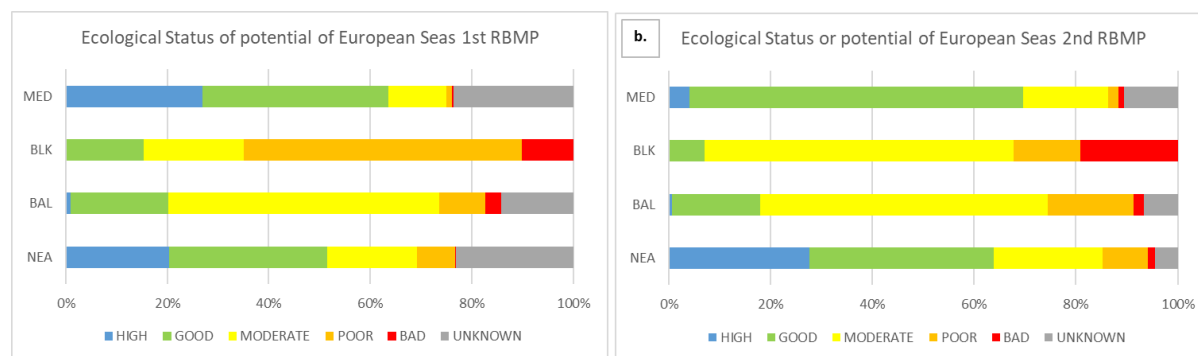 Ecological Status of potential of European Seas 1st RBMP
MED
BLK
BAL
NEA
0% 20% 40% 60% 80% 100%
HIGH GOOD MODERATE POOR BAD UNKNOWN
b. Ecological Status or potential of European Seas 2nd RBMP
MED
BLK
BAL
NEA
0% 20% 40% 60% 80% 100%
HIGH GOOD MODERATE POOR BAD UNKNOWN